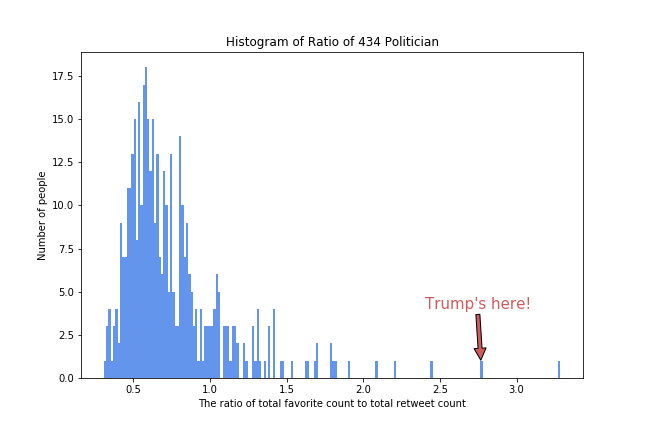 Histogram of Ratio of 434 Politician
Number of people
17.5
15.0
12.5
10.0
7.5
5.0
2.5
0.0
Trump's here!
0.5 1.0 1.5 2.0 2.5 3.0
The ratio of total favorite count to total retweet count